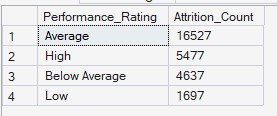 Performance_Rating Attrition_Count
1 Average 16527
2 High 5477
3 Below Average 4637
4 Low 1697